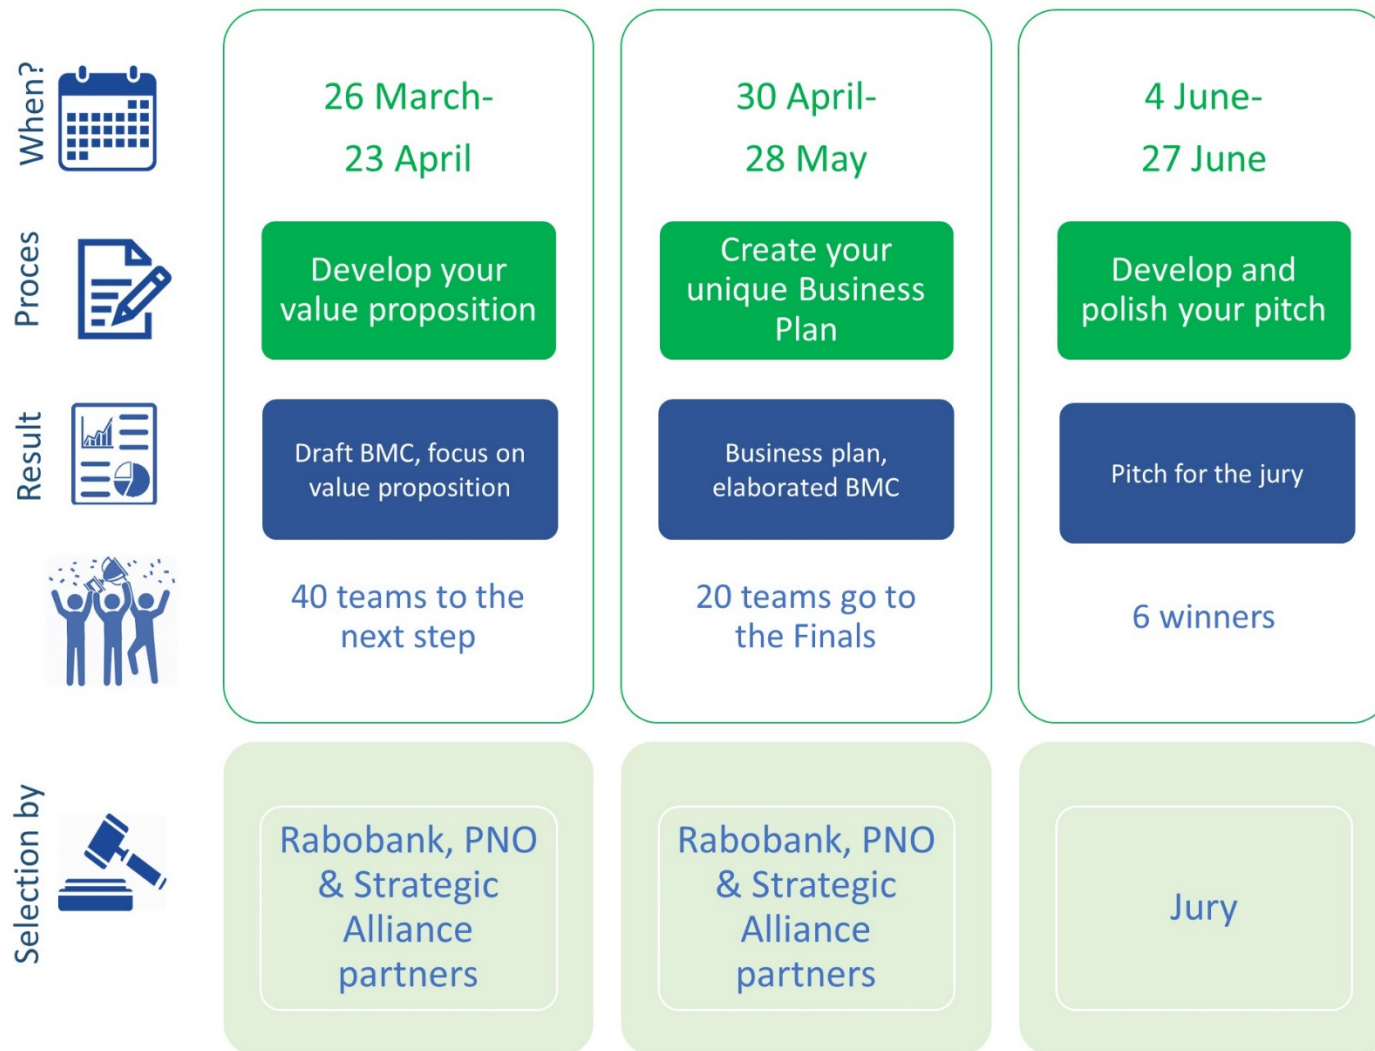 When?
26 March-
23 April
30 April-
28 May
4 June-
27 June
Proces
Develop your
value proposition
Create your
unique Business
Plan
Develop and
polish your pitch
Result
Draft BMC, focus on
value proposition
Business plan,
elaborated BMC
Pitch for the jury
40 teams to the
next step
20 teams go to
the Finals
6 winners
Selection by
Rabobank, PNO
& Strategic
Alliance
partners
Rabobank, PNO
& Strategic
Alliance
partners
Jury